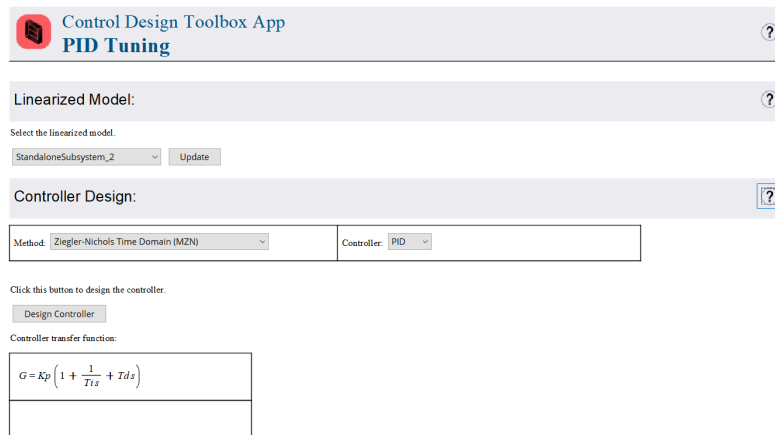 Control Design Toolbox App
PID Tuning
?
Linearized Model:
?
Select the linearized model.
StandaloneSubsystem_2 Update
Controller Design:
?
Method: Ziegler-Nichols Time Domain (MZN) Controller: PID
Click this button to design the controller.
Design Controller
Controller transfer function:
G = Kp (1 + 1/(Ti s) + Td s)